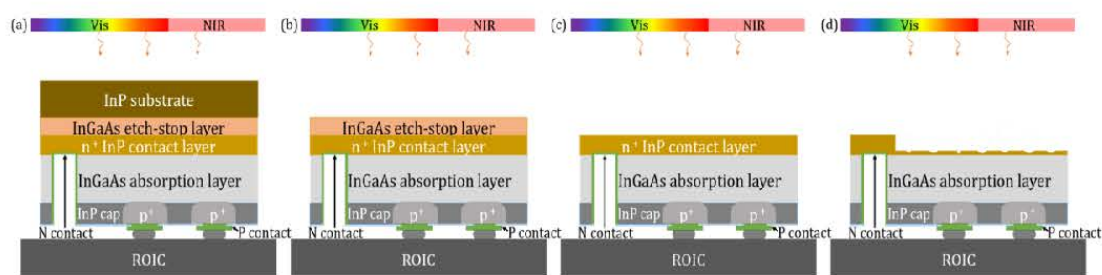 (a) Vis NIR
InP substrate
InGaAs etch-stop layer
n⁺ InP contact layer
InGaAs absorption layer
InP cap p⁺ p⁺
N contact P contact
ROIC
(b) Vis NIR
InGaAs etch-stop layer
n⁺ InP contact layer
InGaAs absorption layer
InP cap p⁺ p⁺
N contact P contact
ROIC
(c) Vis NIR
n⁺ InP contact layer
InGaAs absorption layer
InP cap p⁺ p⁺
N contact P contact
ROIC
(d) Vis NIR
InGaAs absorption layer
InP cap p⁺ p⁺
N contact P contact
ROIC